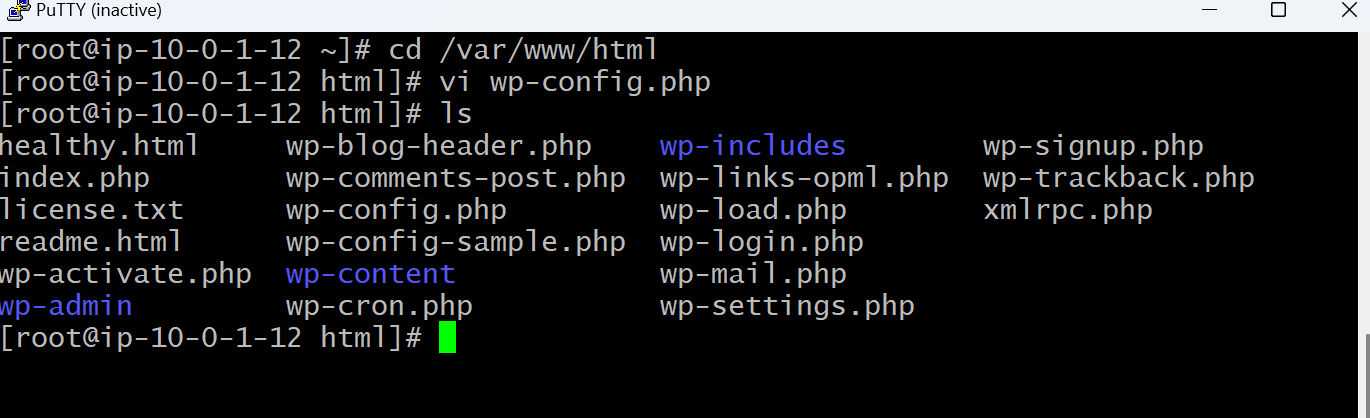 PuTTY (inactive)
[root@ip-10-0-1-12 ~]# cd /var/www/html
[root@ip-10-0-1-12 html]# vi wp-config.php
[root@ip-10-0-1-12 html]# ls
healthy.html wp-blog-header.php wp-includes wp-signup.php
index.php wp-comments-post.php wp-links-opml.php wp-trackback.php
license.txt wp-config.php wp-load.php xmlrpc.php
readme.html wp-config-sample.php wp-login.php
wp-activate.php wp-content wp-mail.php
wp-admin wp-cron.php wp-settings.php
[root@ip-10-0-1-12 html]#